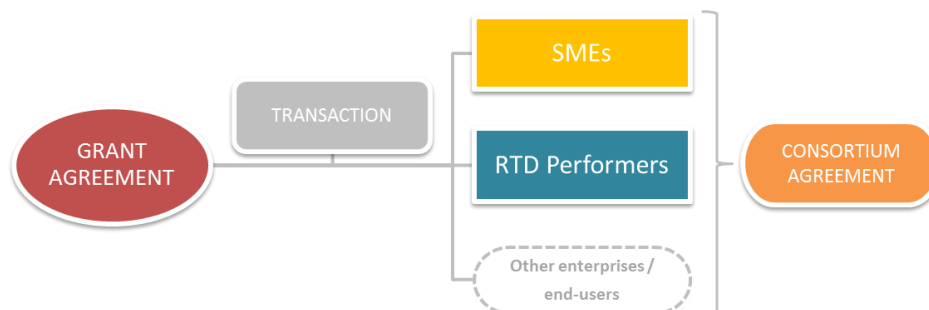 GRANT
AGREEMENT
TRANSACTION
SMEs
RTD Performers
Other enterprises /
end-users
CONSORTIUM
AGREEMENT